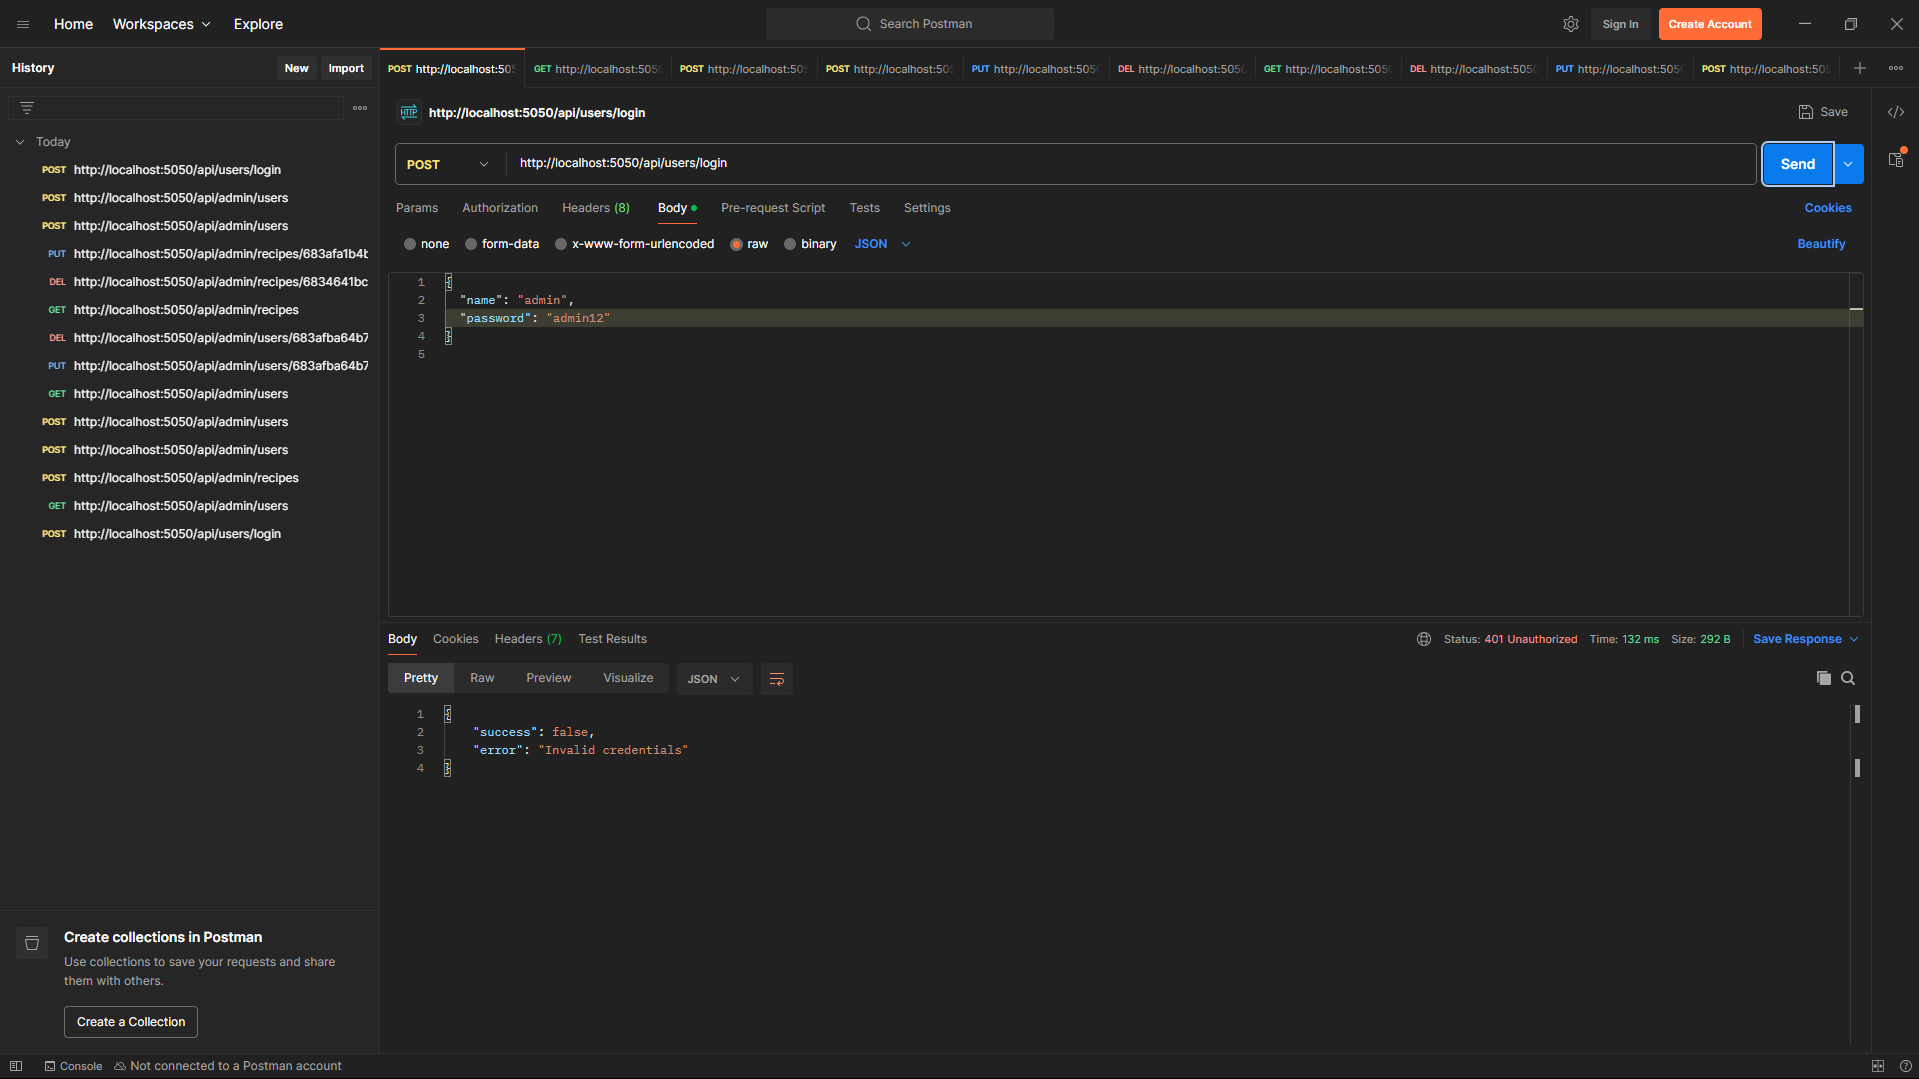 Home Workspaces Explore
Search Postman
Sign In Create Account
History New Import
Today
POST http://localhost:5050/api/users/login
POST http://localhost:5050/api/admin/users
POST http://localhost:5050/api/admin/users
PUT http://localhost:5050/api/admin/recipes/683afa1b4b
DEL http://localhost:5050/api/admin/recipes/6834641bc
GET http://localhost:5050/api/admin/recipes
DEL http://localhost:5050/api/admin/users/683afba64b7
PUT http://localhost:5050/api/admin/users/683afba64b7
GET http://localhost:5050/api/admin/users
POST http://localhost:5050/api/admin/users
POST http://localhost:5050/api/admin/users
POST http://localhost:5050/api/admin/recipes
GET http://localhost:5050/api/admin/users
POST http://localhost:5050/api/users/login
Create collections in Postman
Use collections to save your requests and share
them with others.
Create a Collection
POST http://localhost:505 GET http://localhost:5050 POST http://localhost:505 POST http://localhost:505 PUT http://localhost:5050 DEL http://localhost:5050 GET http://localhost:5050 DEL http://localhost:5050 PUT http://localhost:5050 POST http://localhost:505
HTTP http://localhost:5050/api/users/login Save
POST http://localhost:5050/api/users/login Send
Params Authorization Headers (8) Body Pre-request Script Tests Settings Cookies
none form-data x-www-form-urlencoded raw binary JSON Beautify
1 {
2 "name": "admin",
3 "password": "admin12"
4 }
5
Body Cookies Headers (7) Test Results Status: 401 Unauthorized Time: 132 ms Size: 292 B Save Response
Pretty Raw Preview Visualize JSON
1 {
2 "success": false,
3 "error": "Invalid credentials"
4 }
Console Not connected to a Postman account